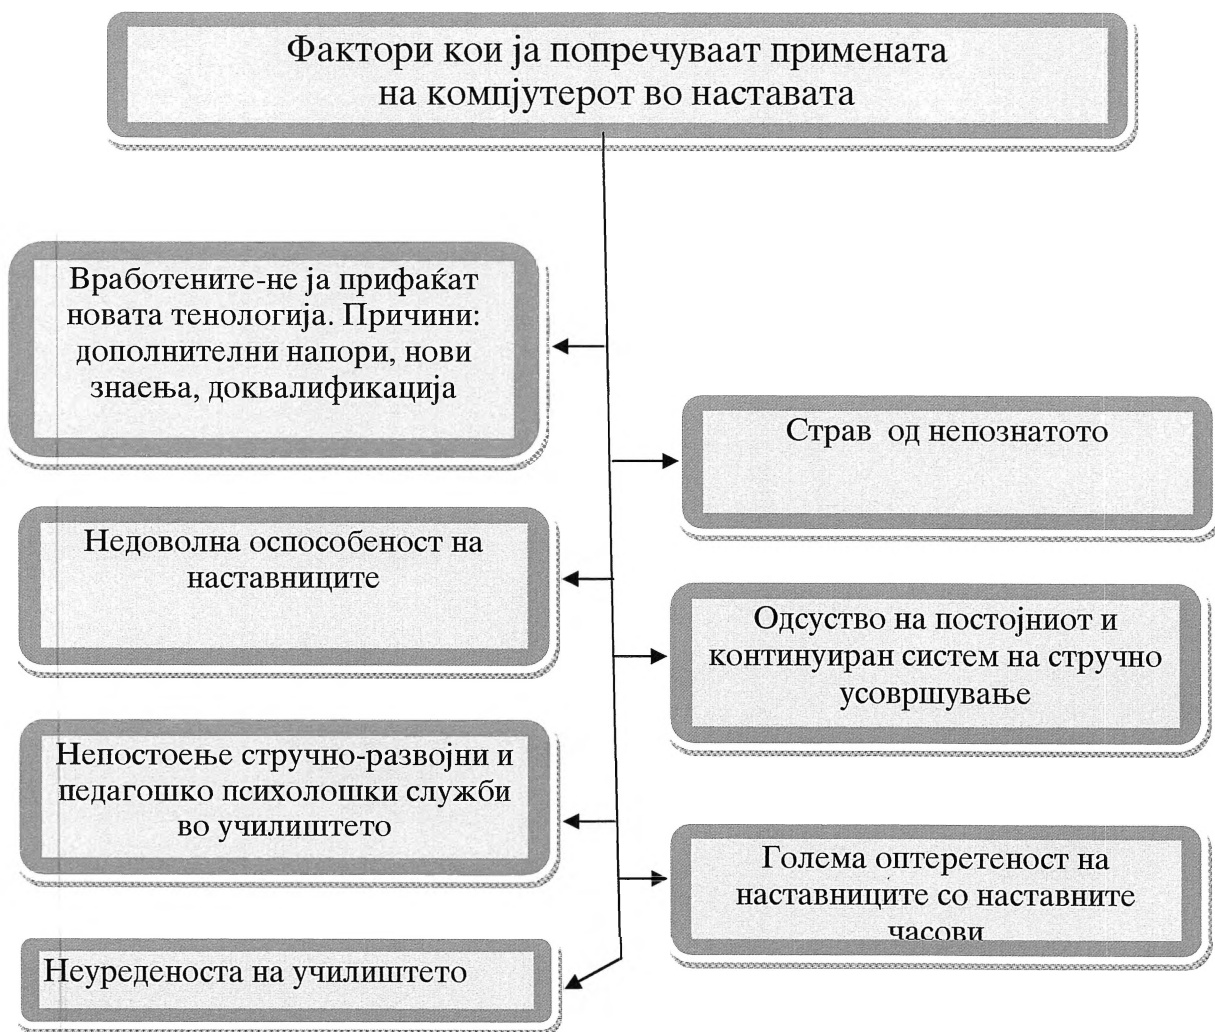 Фактори кои ја попречуваат примената
на компјутерот во наставата
Вработените-не ја прифаќат
новата тенологија. Причини:
дополнителни напори, нови
знаења, доквалификација
Страв од непознатото
Недоволна оспособеност на
наставниците
Одсуство на постојниот и
континуиран систем на стручно
усовршување
Непостоење стручно-развојни и
педагошко психолошки служби
во училиштето
Голема оптеретеност на
наставниците со наставните
часови
Неуреденоста на училиштето